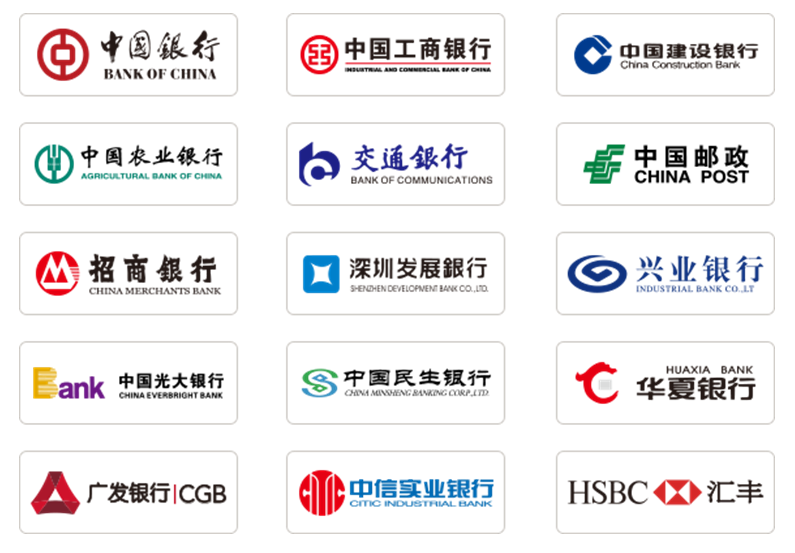 中国銀行
BANK OF CHINA
中国工商银行
INDUSTRIAL AND COMMERCIAL BANK OF CHINA
中国建设银行
China Construction Bank
中国农业银行
AGRICULTURAL BANK OF CHINA
交通銀行
BANK OF COMMUNICATIONS
中国邮政
CHINA POST
招商银行
CHINA MERCHANTS BANK
深圳发展銀行
SHENZHEN DEVELOPMENT BANK CO.,LTD.
兴业银行
INDUSTRIAL BANK CO.,LT
Bank
中国光大银行
CHINA EVERBRIGHT BANK
中国民生银行
CHINA MINSHENG BANKING CORP.,LTD.
HUAXIA BANK
华夏银行
广发银行|CGB
中信实业银行
CITIC INDUSTRIAL BANK
HSBC 汇丰